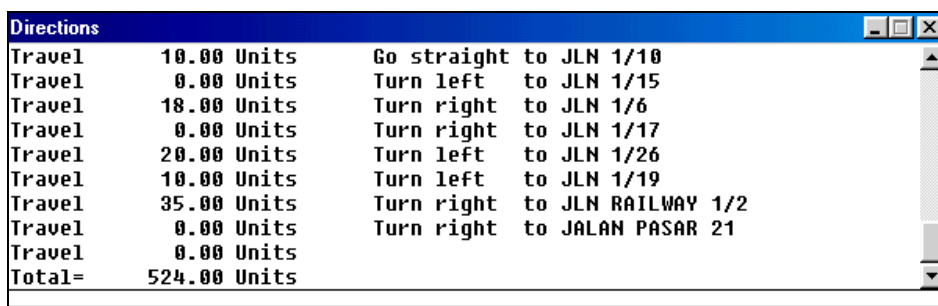 Directions
Travel 10.00 Units Go straight to JLN 1/10
Travel 0.00 Units Turn left to JLN 1/15
Travel 18.00 Units Turn right to JLN 1/6
Travel 0.00 Units Turn right to JLN 1/17
Travel 20.00 Units Turn left to JLN 1/26
Travel 10.00 Units Turn left to JLN 1/19
Travel 35.00 Units Turn right to JLN RAILWAY 1/2
Travel 0.00 Units Turn right to JALAN PASAR 21
Travel 0.00 Units
Total= 524.00 Units